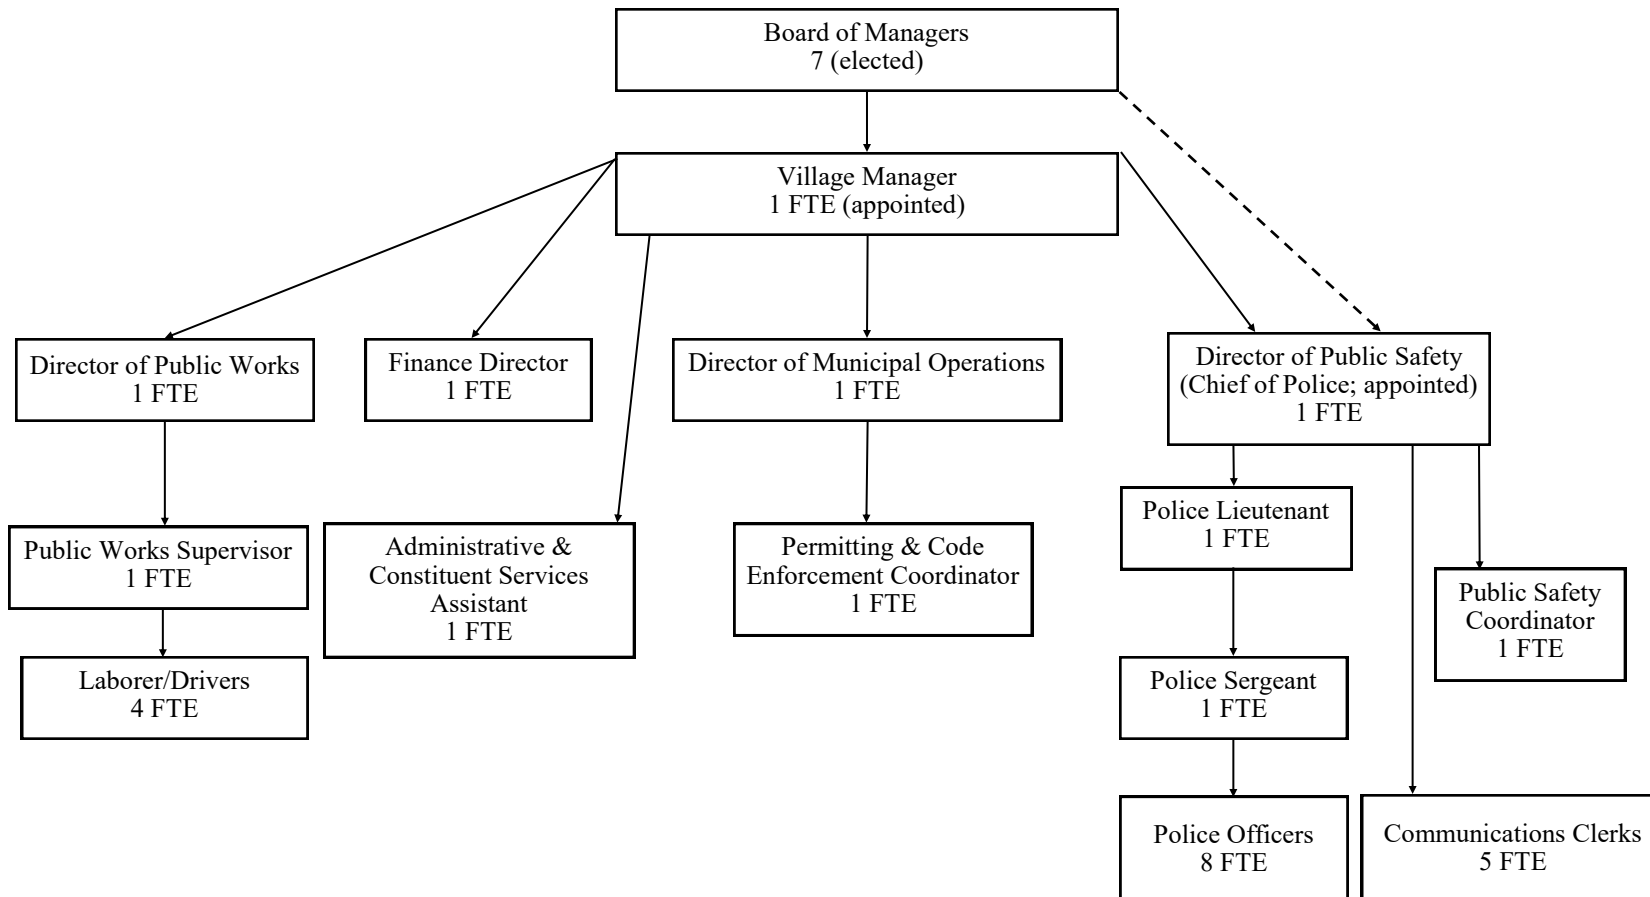 Board of Managers
7 (elected)
Village Manager
1 FTE (appointed)
Director of Public Works
1 FTE
Finance Director
1 FTE
Director of Municipal Operations
1 FTE
Director of Public Safety
(Chief of Police; appointed)
1 FTE
Public Works Supervisor
1 FTE
Administrative &
Constituent Services
Assistant
1 FTE
Permitting & Code
Enforcement Coordinator
1 FTE
Police Lieutenant
1 FTE
Public Safety
Coordinator
1 FTE
Laborer/Drivers
4 FTE
Police Sergeant
1 FTE
Police Officers
8 FTE
Communications Clerks
5 FTE